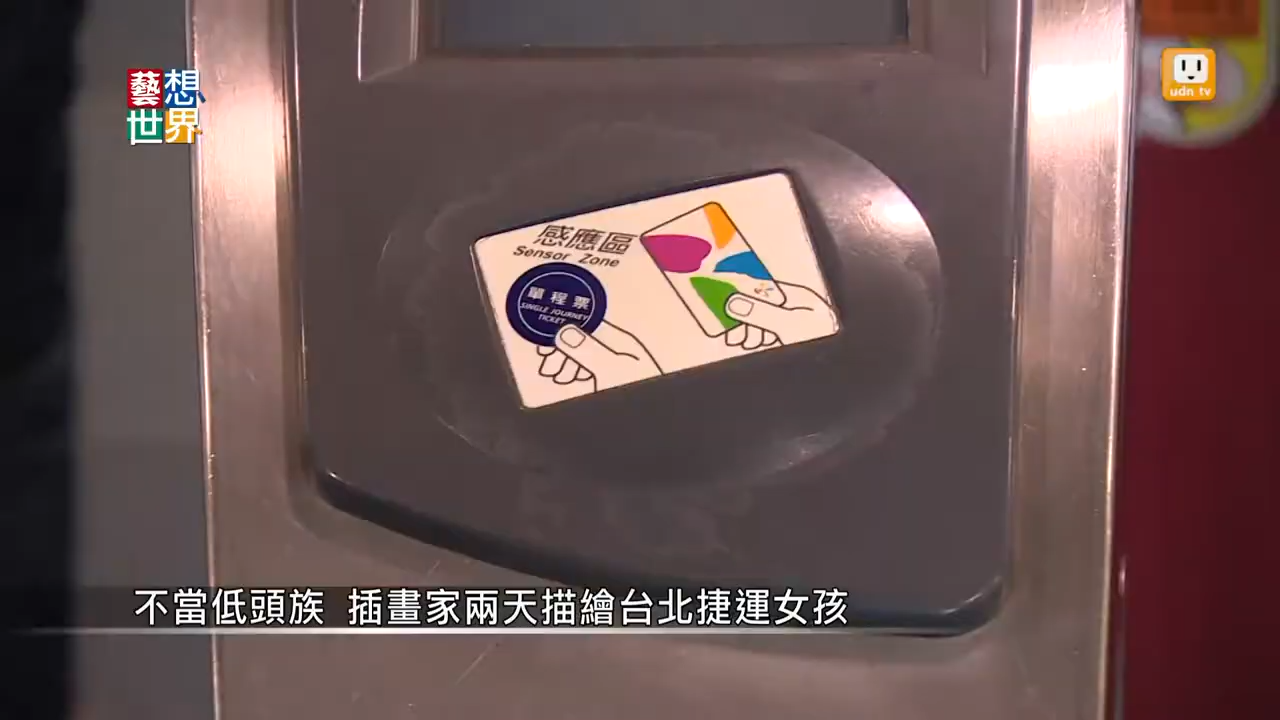 藝想
世界
udn tv
感應區
Sensor Zone
單程票
SINGLE JOURNEY
TICKET
不當低頭族 插畫家兩天描繪台北捷運女孩